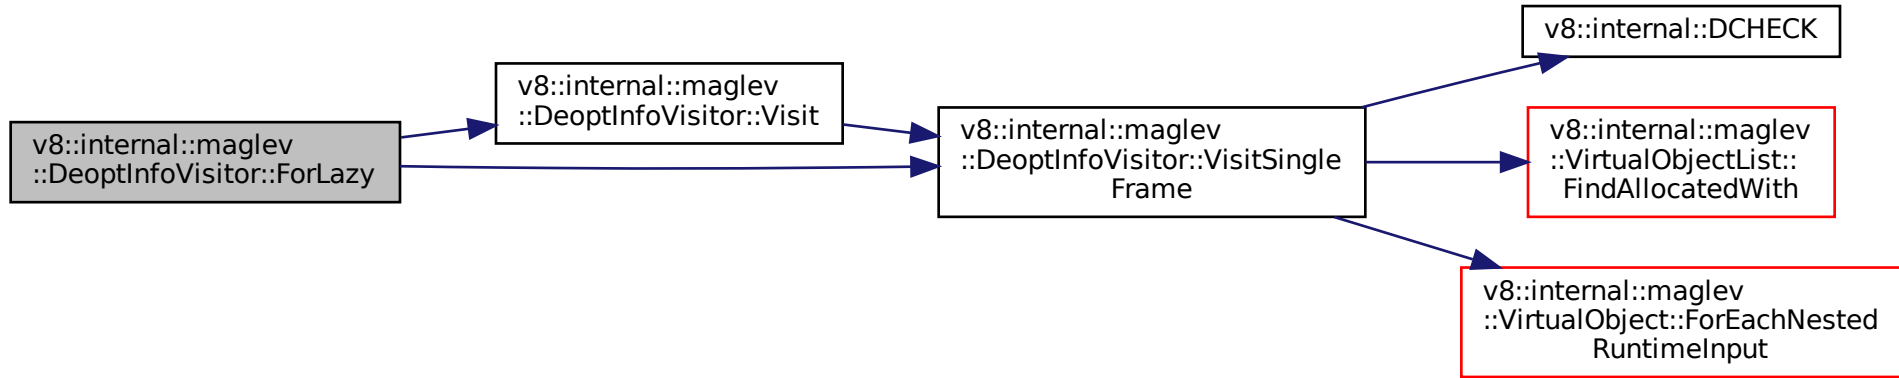 v8::internal::maglev
::DeoptInfoVisitor::ForLazy
v8::internal::maglev
::DeoptInfoVisitor::Visit
v8::internal::maglev
::DeoptInfoVisitor::VisitSingle
Frame
v8::internal::DCHECK
v8::internal::maglev
::VirtualObjectList::
FindAllocatedWith
v8::internal::maglev
::VirtualObject::ForEachNested
RuntimeInput